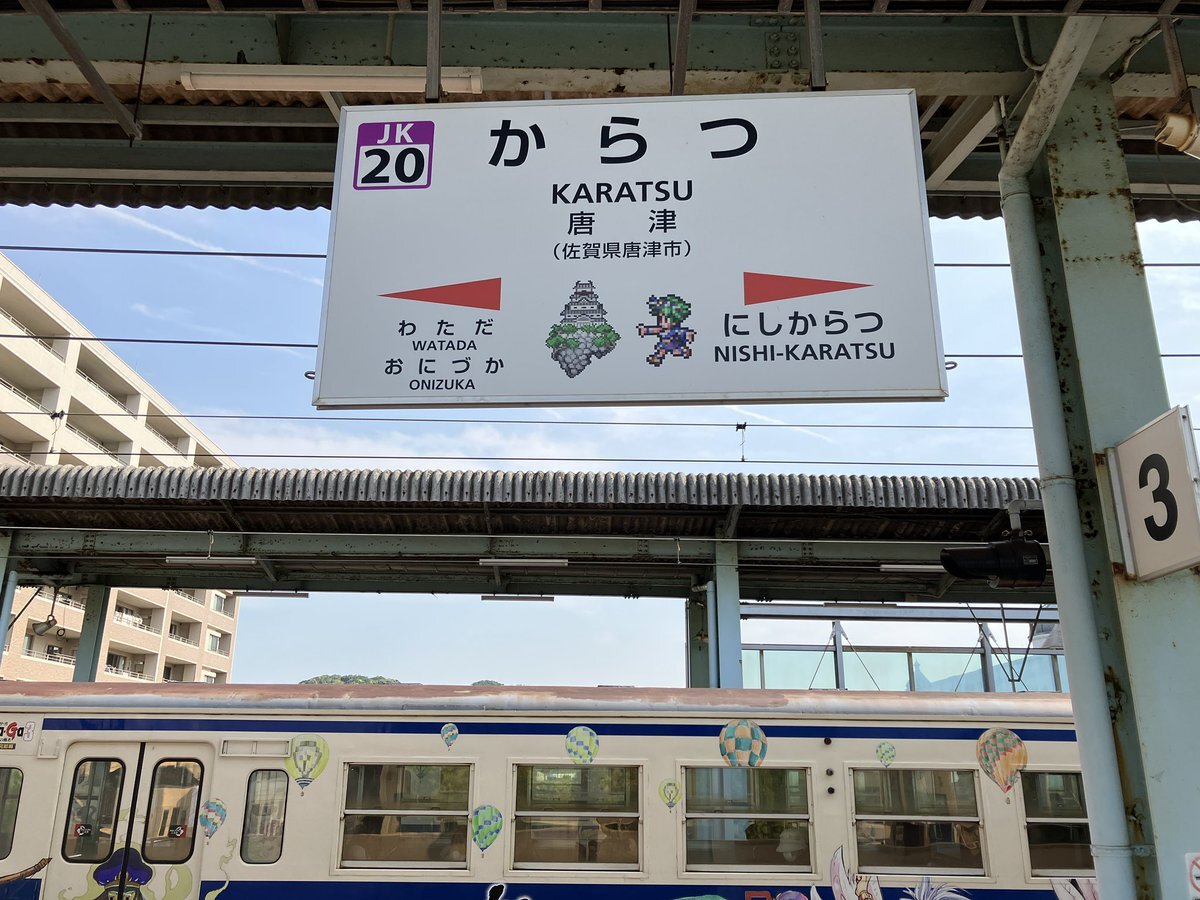 JK
20
からつ
KARATSU
唐津
(佐賀県唐津市)
わただ
WATADA
おにづか
ONIZUKA
にしからつ
NISHI-KARATSU
3